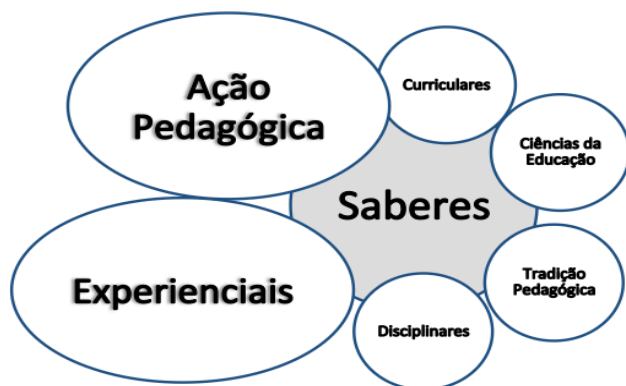 Ação
Pedagógica
Curriculares
Ciências da
Educação
Saberes
Tradição
Pedagógica
Experienciais
Disciplinares